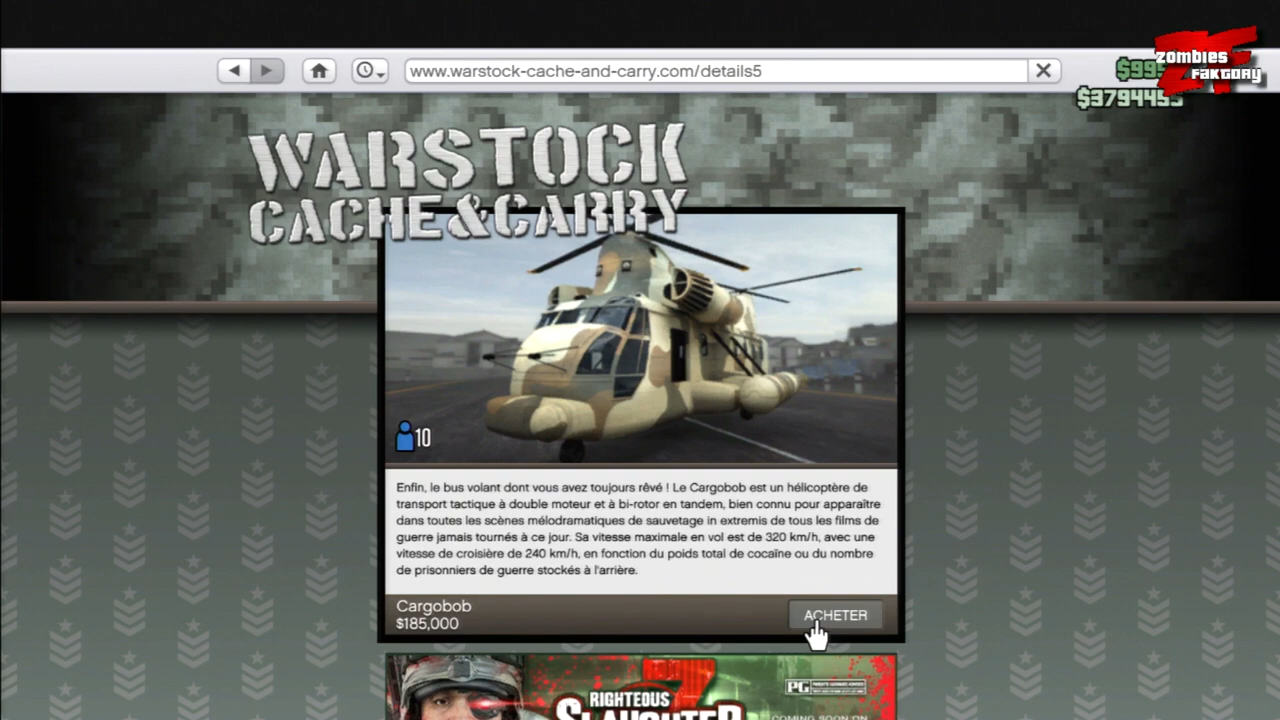 www.warstock-cache-and-carry.com/details5
ZOMBIES
FAKTORY
WARSTOCK
CACHE&CARRY
10
Enfin, le bus volant dont vous avez toujours rêvé ! Le Cargobob est un hélicoptère de
transport tactique à double moteur et à bi-rotor en tandem, bien connu pour apparaître
dans toutes les scènes mélodramatiques de sauvetage in extremis de tous les films de
guerre jamais tournés à ce jour. Sa vitesse maximale en vol est de 320 km/h, avec une
vitesse de croisière de 240 km/h, en fonction du poids total de cocaïne ou du nombre
de prisonniers de guerre stockés à l'arrière.
Cargobob
$185,000
ACHETER
PG
RIGHTEOUS
SLAUGHTER
7
COMING SOON ON